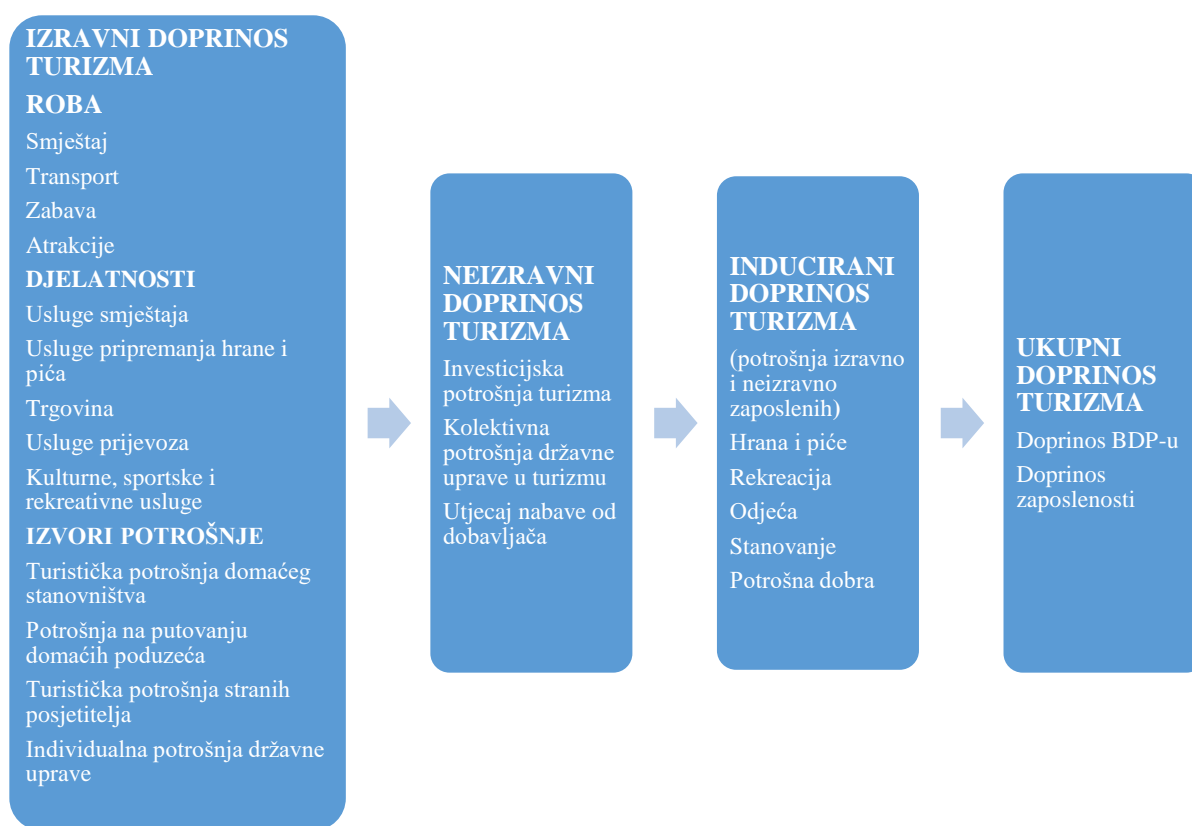 IZRAVNI DOPRINOS
TURIZMA
ROBA
Smještaj
Transport
Zabava
Atrakcije
DJELATNOSTI
Usluge smještaja
Usluge pripremanja hrane i
pića
Trgovina
Usluge prijevoza
Kulturne, sportske i
rekreativne usluge
IZVORI POTROŠNJE
Turistička potrošnja domaćeg
stanovništva
Potrošnja na putovanju
domaćih poduzeća
Turistička potrošnja stranih
posjetitelja
Individualna potrošnja državne
uprave
NEIZRAVNI
DOPRINOS
TURIZMA
Investicijska
potrošnja turizma
Kolektivna
potrošnja državne
uprave u turizmu
Utjecaj nabave od
dobavljača
INDUCIRANI
DOPRINOS
TURIZMA
(potrošnja izravno
i neizravno
zaposlenih)
Hrana i piće
Rekreacija
Odjeća
Stanovanje
Potrošna dobra
UKUPNI
DOPRINOS
TURIZMA
Doprinos BDP-u
Doprinos
zaposlenosti